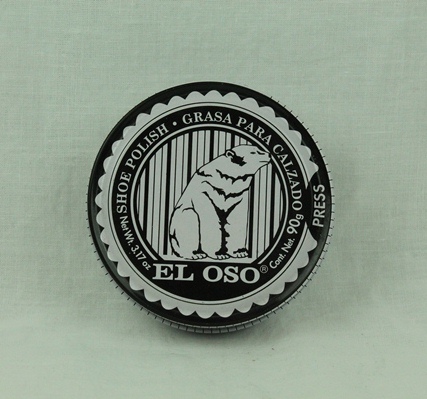 SHOE POLISH · GRASA PARA CALZADO
Net Wt. 3.17 oz
Cont. Net. 90g
EL OSO®
PRESS